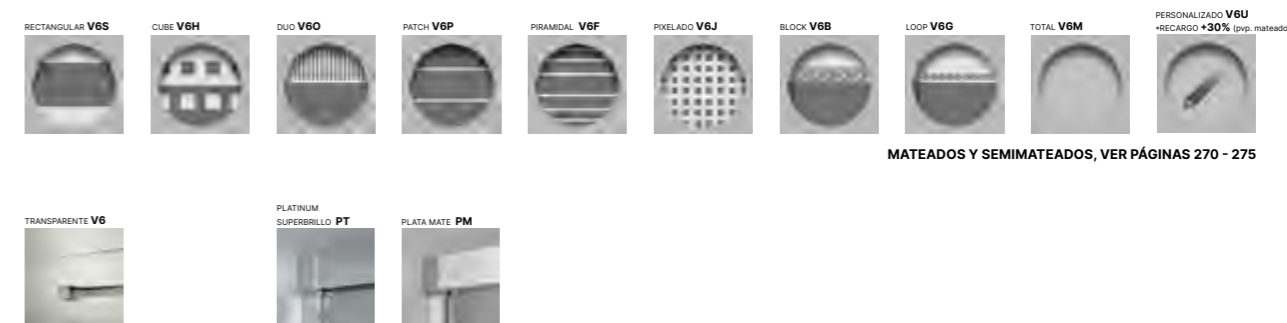 RECTANGULAR V6S
CUBE V6H
DUO V6O
PATCH V6P
PIRAMIDAL V6F
PIXELADO V6J
BLOCK V6B
LOOP V6G
TOTAL V6M
PERSONALIZADO V6U
*RECARGO +30% (pvp. mateado
MATEADOS Y SEMIMATEADOS, VER PÁGINAS 270 - 275
TRANSPARENTE V6
PLATINUM
SUPERBRILLO PT
PLATA MATE PM